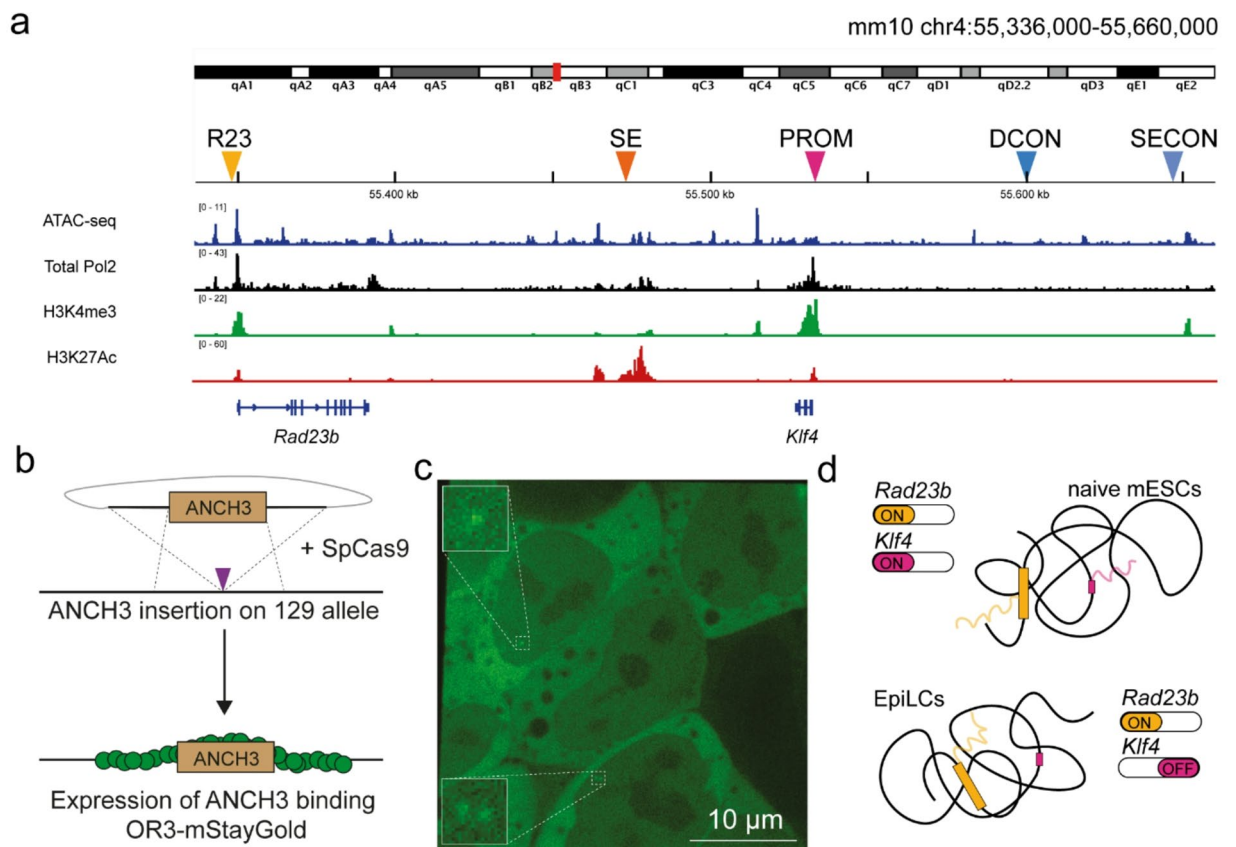 a
mm10 chr4:55,336,000-55,660,000
qA1 qA2 qA3 qA4 qA5 qB1 qB2 qB3 qC1 qC3 qC4 qC5 qC6 qC7 qD1 qD2.2 qD3 qE1 qE2
R23 SE PROM DCON SECON
55.400 kb 55.500 kb 55.600 kb
ATAC-seq [0 - 11]
Total Pol2 [0 - 43]
H3K4me3 [0 - 22]
H3K27Ac [0 - 60]
Rad23b Klf4
b
ANCH3
+ SpCas9
ANCH3 insertion on 129 allele
ANCH3
Expression of ANCH3 binding
OR3-mStayGold
c
10 µm
d
Rad23b
ON
Klf4
ON
naive mESCs
EpiLCs
Rad23b
ON
Klf4
OFF